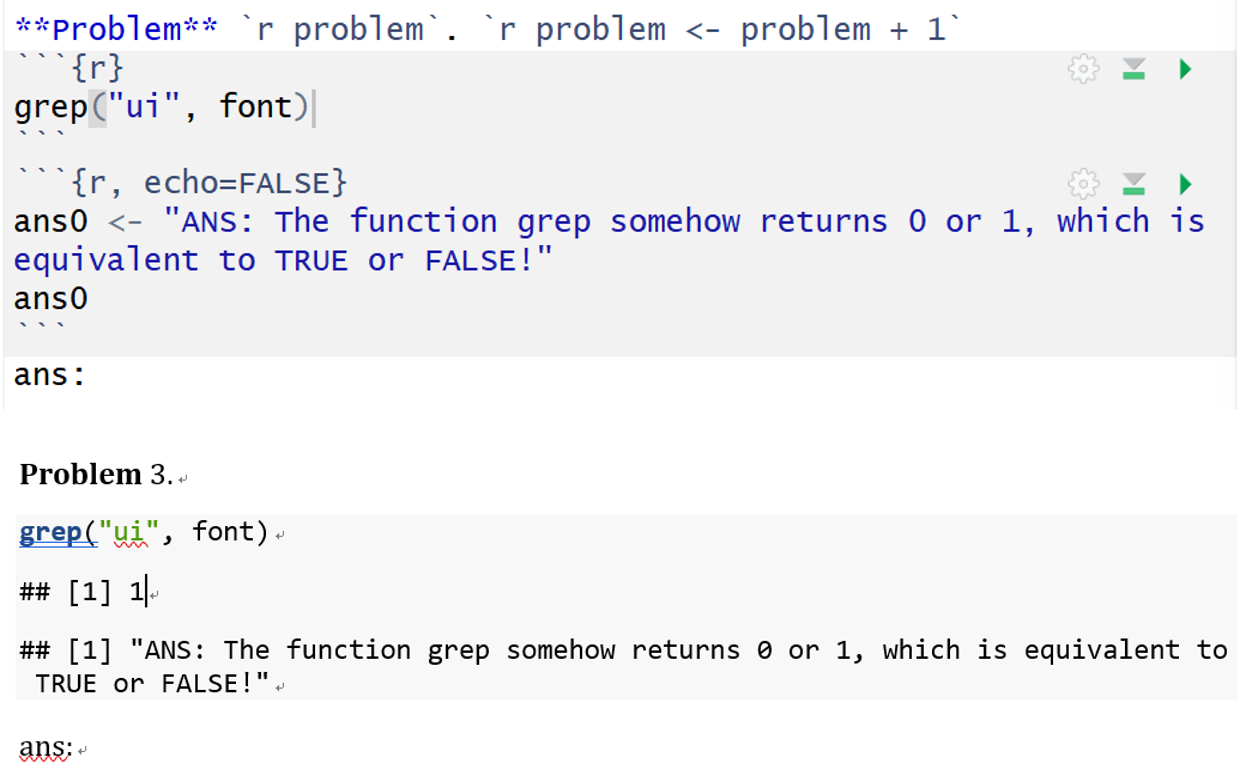 **Problem** `r problem`. `r problem <- problem + 1`
```{r}
grep("ui", font)
```
```{r, echo=FALSE}
ans0 <- "ANS: The function grep somehow returns 0 or 1, which is
equivalent to TRUE or FALSE!"
ans0
```
ans:
Problem 3.
grep("ui", font)
## [1] 1
## [1] "ANS: The function grep somehow returns 0 or 1, which is equivalent to
TRUE or FALSE!"
ans: